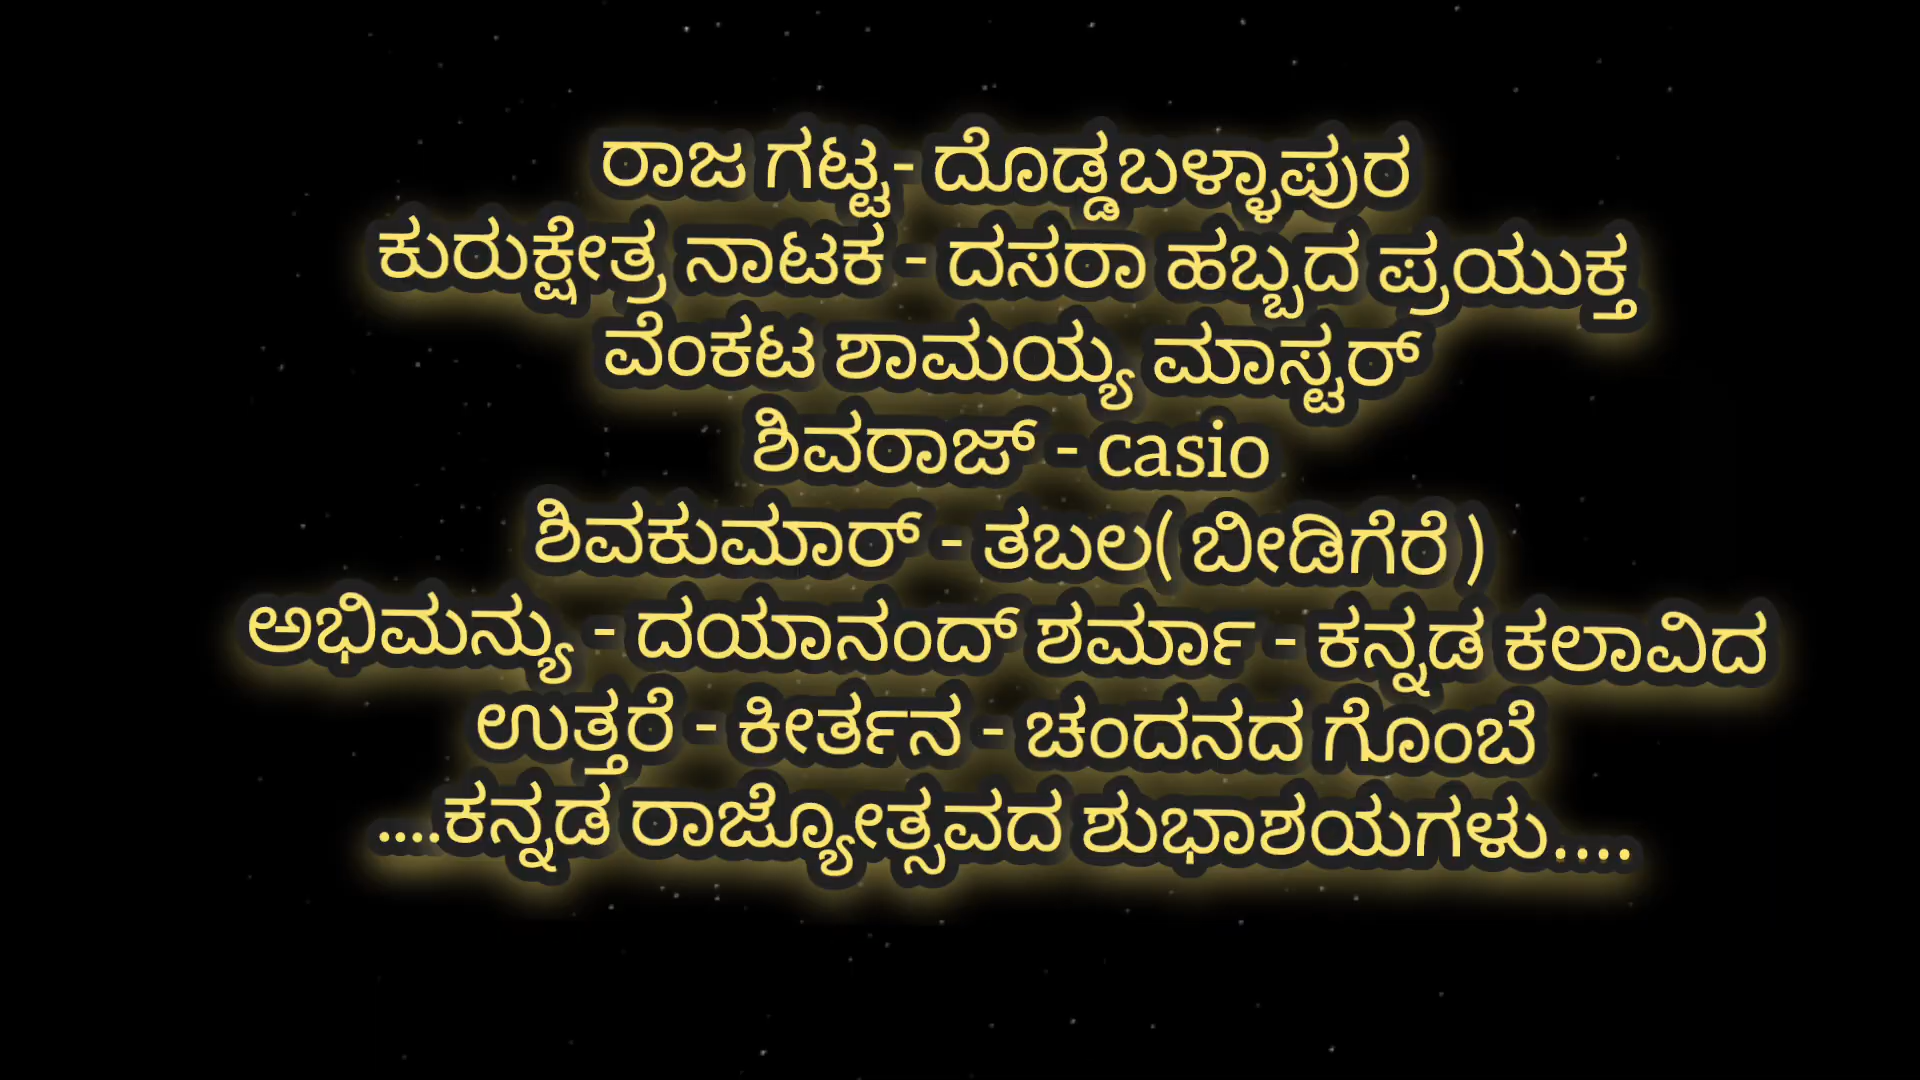 ರಾಜ ಗಟ್ಟ- ದೊಡ್ಡಬಳ್ಳಾಪುರ
ಕುರುಕ್ಷೇತ್ರ ನಾಟಕ - ದಸರಾ ಹಬ್ಬದ ಪ್ರಯುಕ್ತ
ವೆಂಕಟ ಶಾಮಯ್ಯ ಮಾಸ್ಟರ್
ಶಿವರಾಜ್ - casio
ಶಿವಕುಮಾರ್ - ತಬಲ( ಬೀಡಿಗೆರೆ )
ಅಭಿಮನ್ಯು - ದಯಾನಂದ್ ಶರ್ಮಾ - ಕನ್ನಡ ಕಲಾವಿದ
ಉತ್ತರೆ - ಕೀರ್ತನ - ಚಂದನದ ಗೊಂಬೆ
....ಕನ್ನಡ ರಾಜ್ಯೋತ್ಸವದ ಶುಭಾಶಯಗಳು....